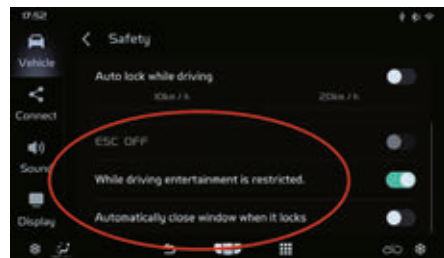 17:52
Safety
Vehicle
Auto lock while driving
10km / h
20km / h
Connect
ESC OFF
Sound
While driving entertainment is restricted.
Display
Automatically close window when it locks